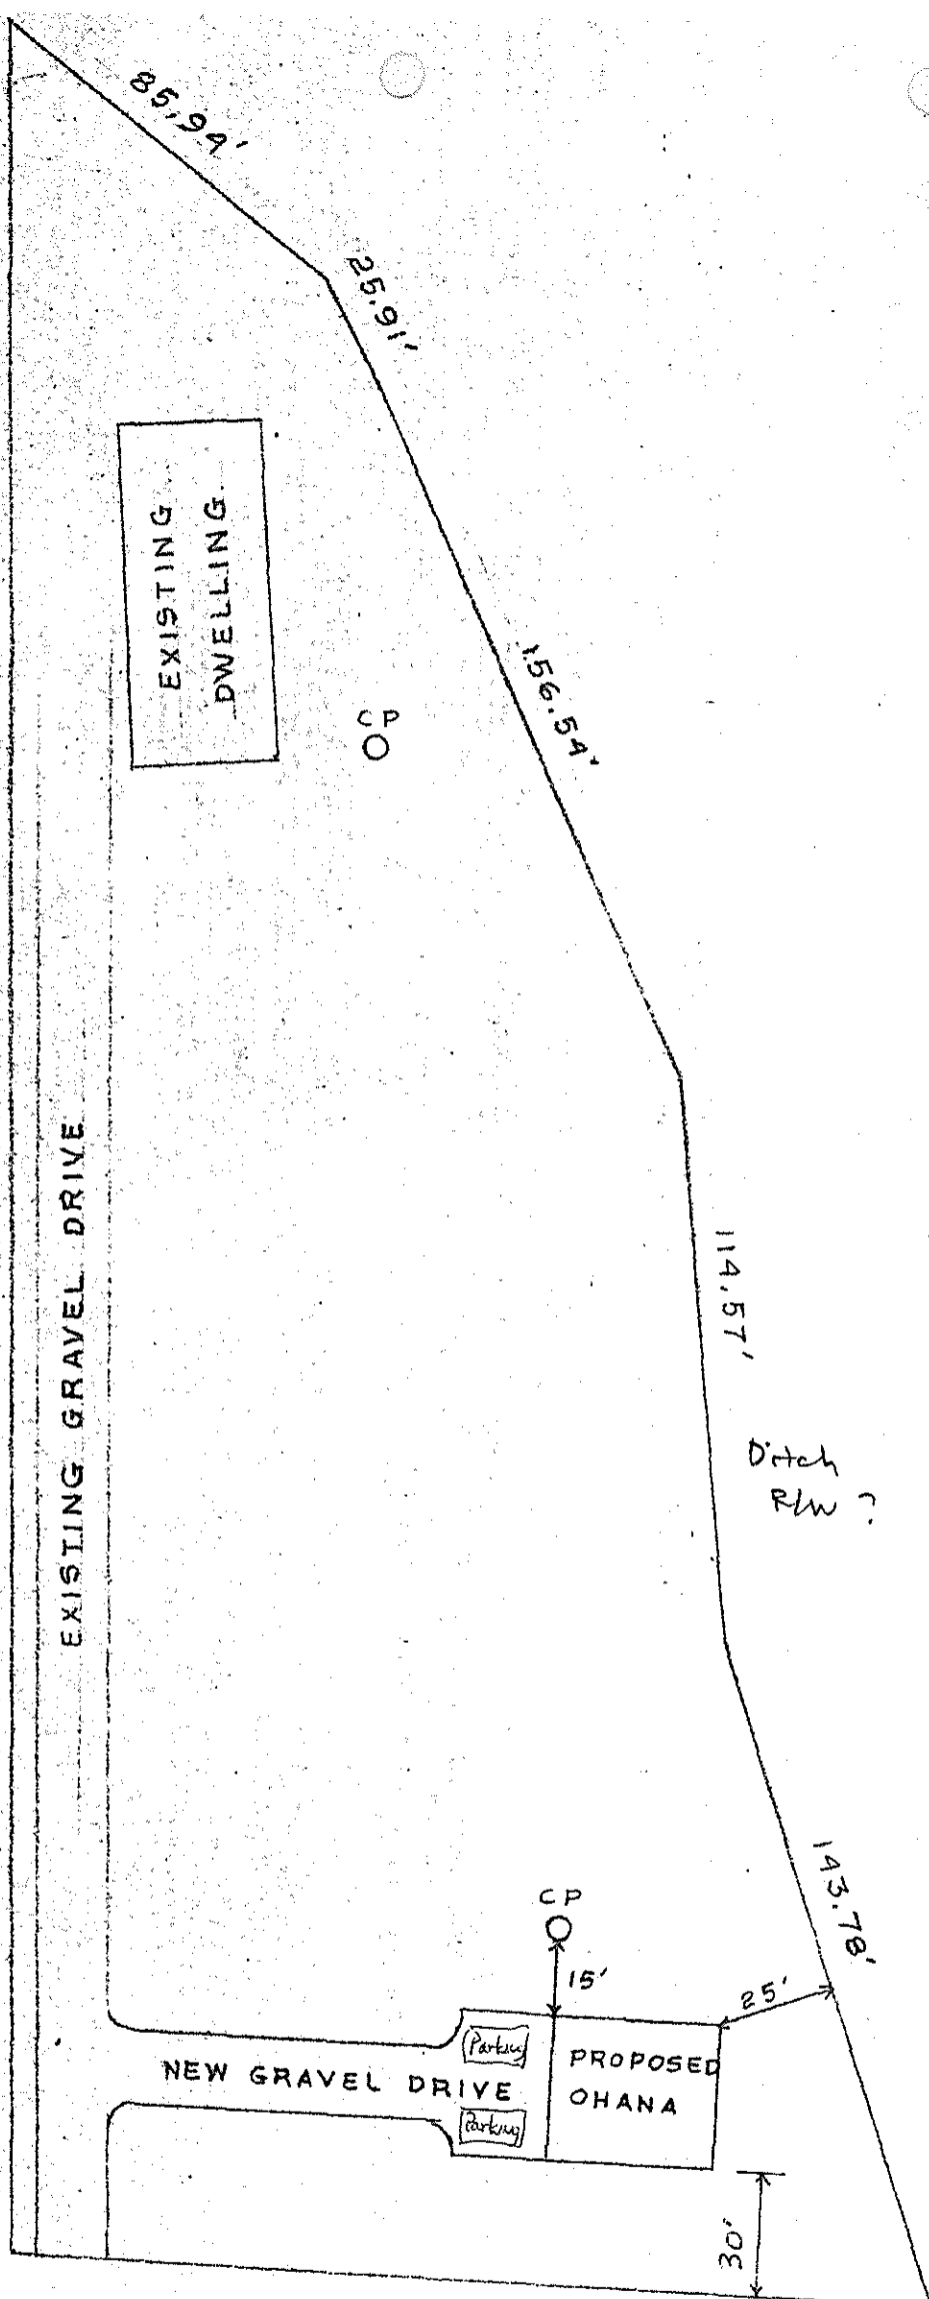 85.94'
25.91'
EXISTING
DWELLING
CP
156.54'
EXISTING GRAVEL DRIVE
114.57'
Ditch
R/W ?
143.78'
CP
15'
25'
Parking
PROPOSED
OHANA
NEW GRAVEL DRIVE
Parking
30'